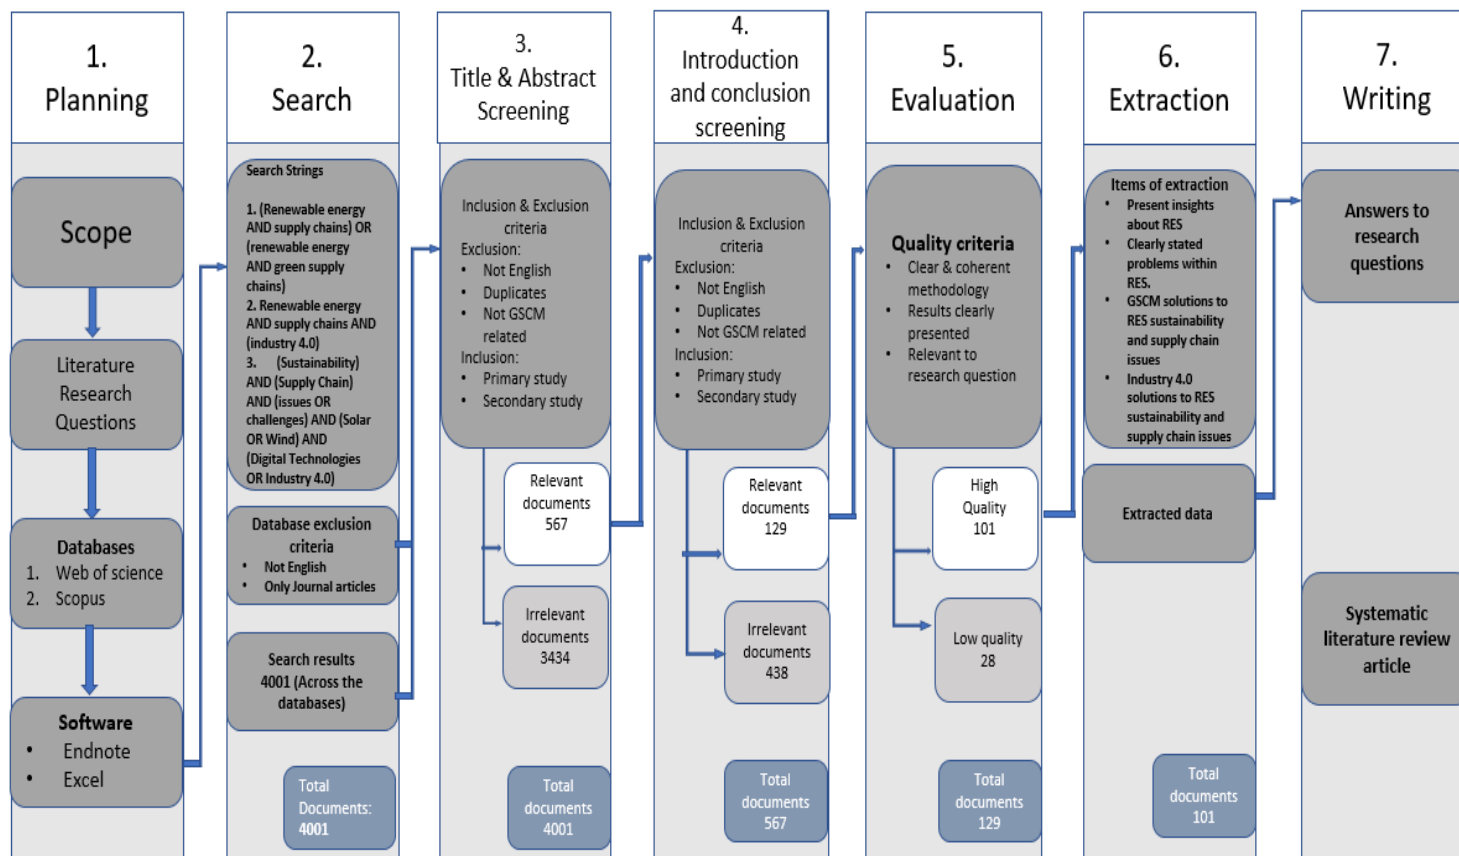 1.
Planning
Scope
Literature
Research
Questions
Databases
1. Web of science
2. Scopus
Software
• Endnote
• Excel
2.
Search
Search Strings
1. (Renewable energy
AND supply chains) OR
(renewable energy
AND green supply
chains)
2. Renewable energy
AND supply chains AND
(industry 4.0)
3. (Sustainability)
AND (Supply Chain)
AND (issues OR
challenges) AND (Solar
OR Wind) AND
(Digital Technologies
OR Industry 4.0)
Database exclusion
criteria
• Not English
• Only Journal articles
Search results
4001 (Across the
databases)
Total
Documents:
4001
3.
Title & Abstract
Screening
Inclusion & Exclusion
criteria
Exclusion:
• Not English
• Duplicates
• Not GSCM
related
Inclusion:
• Primary study
• Secondary study
Relevant
documents
567
Irrelevant
documents
3434
Total
documents
4001
4.
Introduction
and conclusion
screening
Inclusion & Exclusion
criteria
Exclusion:
• Not English
• Duplicates
• Not GSCM related
Inclusion:
• Primary study
• Secondary study
Relevant
documents
129
Irrelevant
documents
438
Total
documents
567
5.
Evaluation
Quality criteria
• Clear & coherent
methodology
• Results clearly
presented
• Relevant to
research question
High
Quality
101
Low quality
28
Total
documents
129
6.
Extraction
Items of extraction
• Present insights
about RES
• Clearly stated
problems within
RES.
• GSCM solutions to
RES sustainability
and supply chain
issues
• Industry 4.0
solutions to RES
sustainability and
supply chain issues
Extracted data
Total
documents
101
7.
Writing
Answers to
research
questions
Systematic
literature review
article